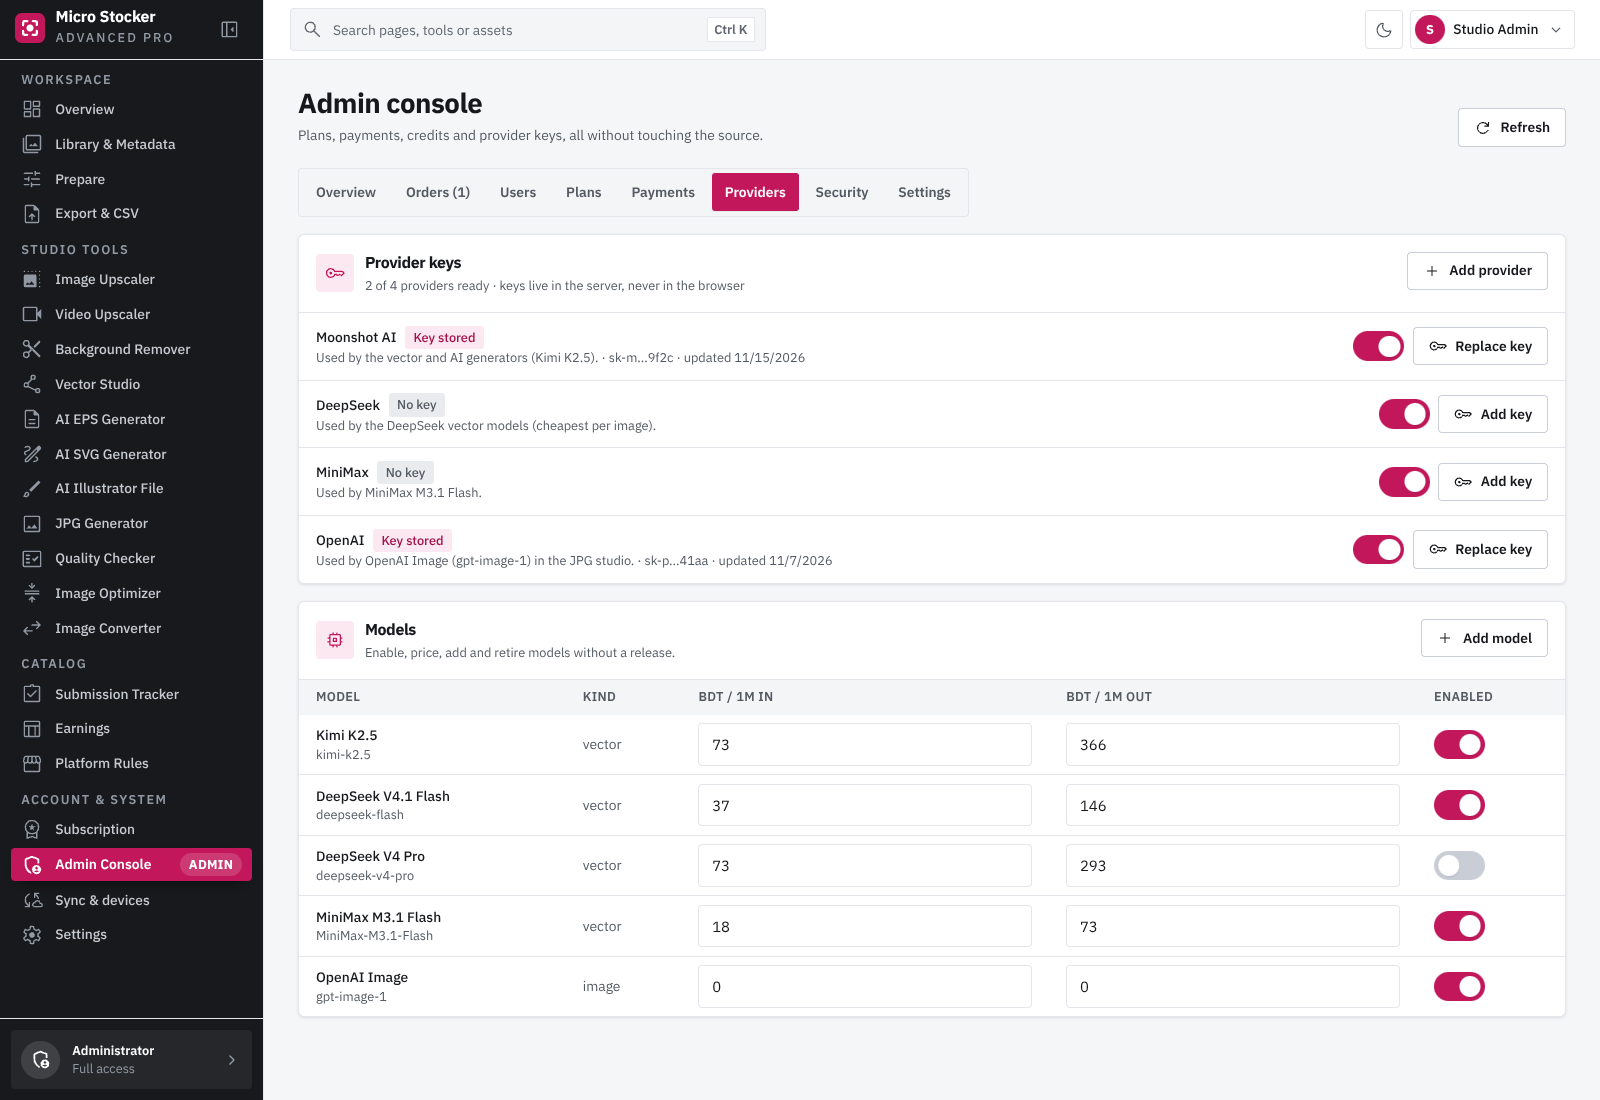 Micro Stocker
ADVANCED PRO
Search pages, tools or assets
Ctrl K
S
Studio Admin
WORKSPACE
Overview
Library & Metadata
Prepare
Export & CSV
STUDIO TOOLS
Image Upscaler
Video Upscaler
Background Remover
Vector Studio
AI EPS Generator
AI SVG Generator
AI Illustrator File
JPG Generator
Quality Checker
Image Optimizer
Image Converter
CATALOG
Submission Tracker
Earnings
Platform Rules
ACCOUNT & SYSTEM
Subscription
Admin Console ADMIN
Sync & devices
Settings
Administrator
Full access
Admin console
Plans, payments, credits and provider keys, all without touching the source.
Refresh
Overview Orders (1) Users Plans Payments Providers Security Settings
Provider keys
2 of 4 providers ready · keys live in the server, never in the browser
Add provider
Moonshot AI Key stored
Used by the vector and AI generators (Kimi K2.5). · sk-m...9f2c · updated 11/15/2026
Replace key
DeepSeek No key
Used by the DeepSeek vector models (cheapest per image).
Add key
MiniMax No key
Used by MiniMax M3.1 Flash.
Add key
OpenAI Key stored
Used by OpenAI Image (gpt-image-1) in the JPG studio. · sk-p...41aa · updated 11/7/2026
Replace key
Models
Enable, price, add and retire models without a release.
Add model
MODEL KIND BDT / 1M IN BDT / 1M OUT ENABLED
Kimi K2.5
kimi-k2.5
vector 73 366
DeepSeek V4.1 Flash
deepseek-flash
vector 37 146
DeepSeek V4 Pro
deepseek-v4-pro
vector 73 293
MiniMax M3.1 Flash
MiniMax-M3.1-Flash
vector 18 73
OpenAI Image
gpt-image-1
image 0 0